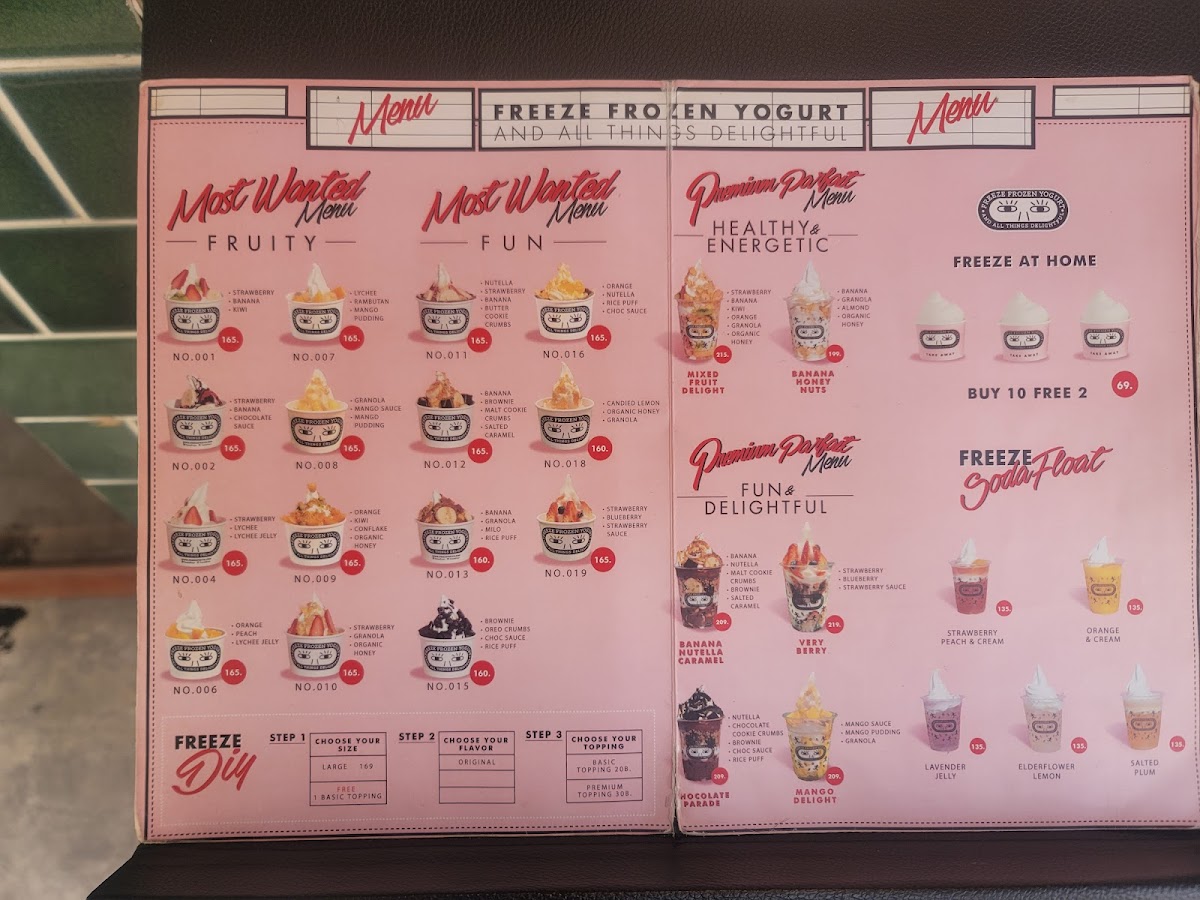 Menu
FREEZE FROZEN YOGURT
AND ALL THINGS DELIGHTFUL
Menu
Most Wanted
Menu
FRUITY
• STRAWBERRY
• BANANA
• KIWI
165.
NO.001
• LYCHEE
• RAMBUTAN
• MANGO
PUDDING
165.
NO.007
• STRAWBERRY
• BANANA
• CHOCOLATE
SAUCE
165.
NO.002
• GRANOLA
• MANGO SAUCE
• MANGO
PUDDING
165.
NO.008
• STRAWBERRY
• LYCHEE
• LYCHEE JELLY
165.
NO.004
• ORANGE
• KIWI
• CONFLAKE
• ORGANIC
HONEY
165.
NO.009
• ORANGE
• PEACH
• LYCHEE JELLY
165.
NO.006
• STRAWBERRY
• GRANOLA
• ORGANIC
HONEY
165.
NO.010
Most Wanted
Menu
FUN
• NUTELLA
• STRAWBERRY
• BANANA
• BUTTER
COOKIE
CRUMBS
165.
NO.011
• ORANGE
• NUTELLA
• RICE PUFF
• CHOC SAUCE
165.
NO.016
• BANANA
• BROWNIE
• MALT COOKIE
CRUMBS
• SALTED
CARAMEL
165.
NO.012
• CANDIED LEMON
• ORGANIC HONEY
• GRANOLA
160.
NO.018
• BANANA
• GRANOLA
• MILO
• RICE PUFF
160.
NO.013
• STRAWBERRY
• BLUEBERRY
• STRAWBERRY
SAUCE
165.
NO.019
• BROWNIE
• OREO CRUMBS
• CHOC SAUCE
• RICE PUFF
160.
NO.015
FREEZE
Diy
STEP 1
CHOOSE YOUR
SIZE
LARGE 169
FREE
1 BASIC TOPPING
STEP 2
CHOOSE YOUR
FLAVOR
ORIGINAL
STEP 3
CHOOSE YOUR
TOPPING
BASIC
TOPPING 20B.
PREMIUM
TOPPING 30B.
Premium Parfait
Menu
HEALTHY &
ENERGETIC
• STRAWBERRY
• BANANA
• KIWI
• ORANGE
• GRANOLA
• ORGANIC
HONEY
215.
MIXED
FRUIT
DELIGHT
• BANANA
• GRANOLA
• ALMOND
• ORGANIC
HONEY
199.
BANANA
HONEY
NUTS
Premium Parfait
Menu
FUN &
DELIGHTFUL
• BANANA
• NUTELLA
• MALT COOKIE
CRUMBS
• BROWNIE
• SALTED
CARAMEL
209.
BANANA
NUTELLA
CARAMEL
• STRAWBERRY
• BLUEBERRY
• STRAWBERRY SAUCE
219.
VERY
BERRY
• NUTELLA
• CHOCOLATE
COOKIE CRUMBS
• BROWNIE
• CHOC SAUCE
• RICE PUFF
209.
HOCOLATE
PARADE
• MANGO SAUCE
• MANGO PUDDING
• GRANOLA
209.
MANGO
DELIGHT
FREEZE FROZEN YOGURT
AND ALL THINGS DELIGHTFUL
FREEZE AT HOME
TAKE AWAY
TAKE AWAY
TAKE AWAY
BUY 10 FREE 2
69.
FREEZE
Soda Float
135.
STRAWBERRY
PEACH & CREAM
135.
ORANGE
& CREAM
135.
LAVENDER
JELLY
135.
ELDERFLOWER
LEMON
135.
SALTED
PLUM